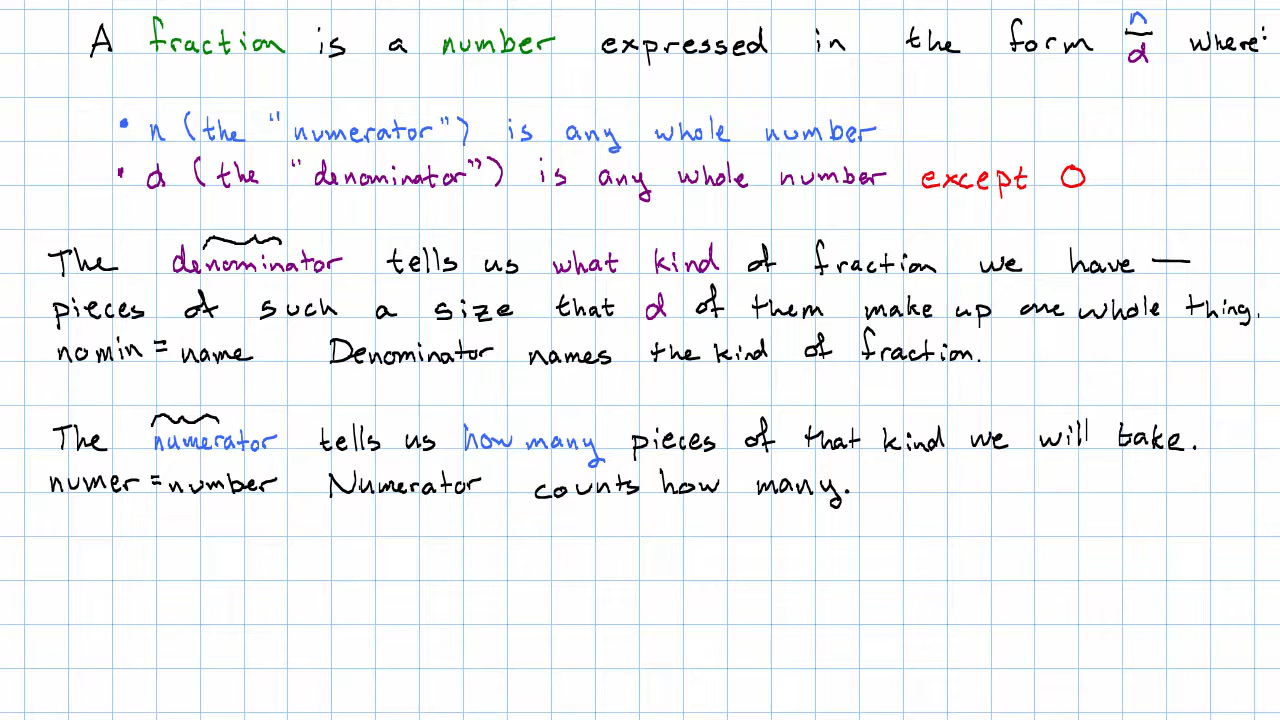 A fraction is a number expressed in the form n/d where:
• n (the "numerator") is any whole number
• d (the "denominator") is any whole number except 0
The denominator tells us what kind of fraction we have —
pieces of such a size that d of them make up one whole thing.
nomin = name Denominator names the kind of fraction.
The numerator tells us how many pieces of that kind we will take.
numer = number Numerator counts how many.